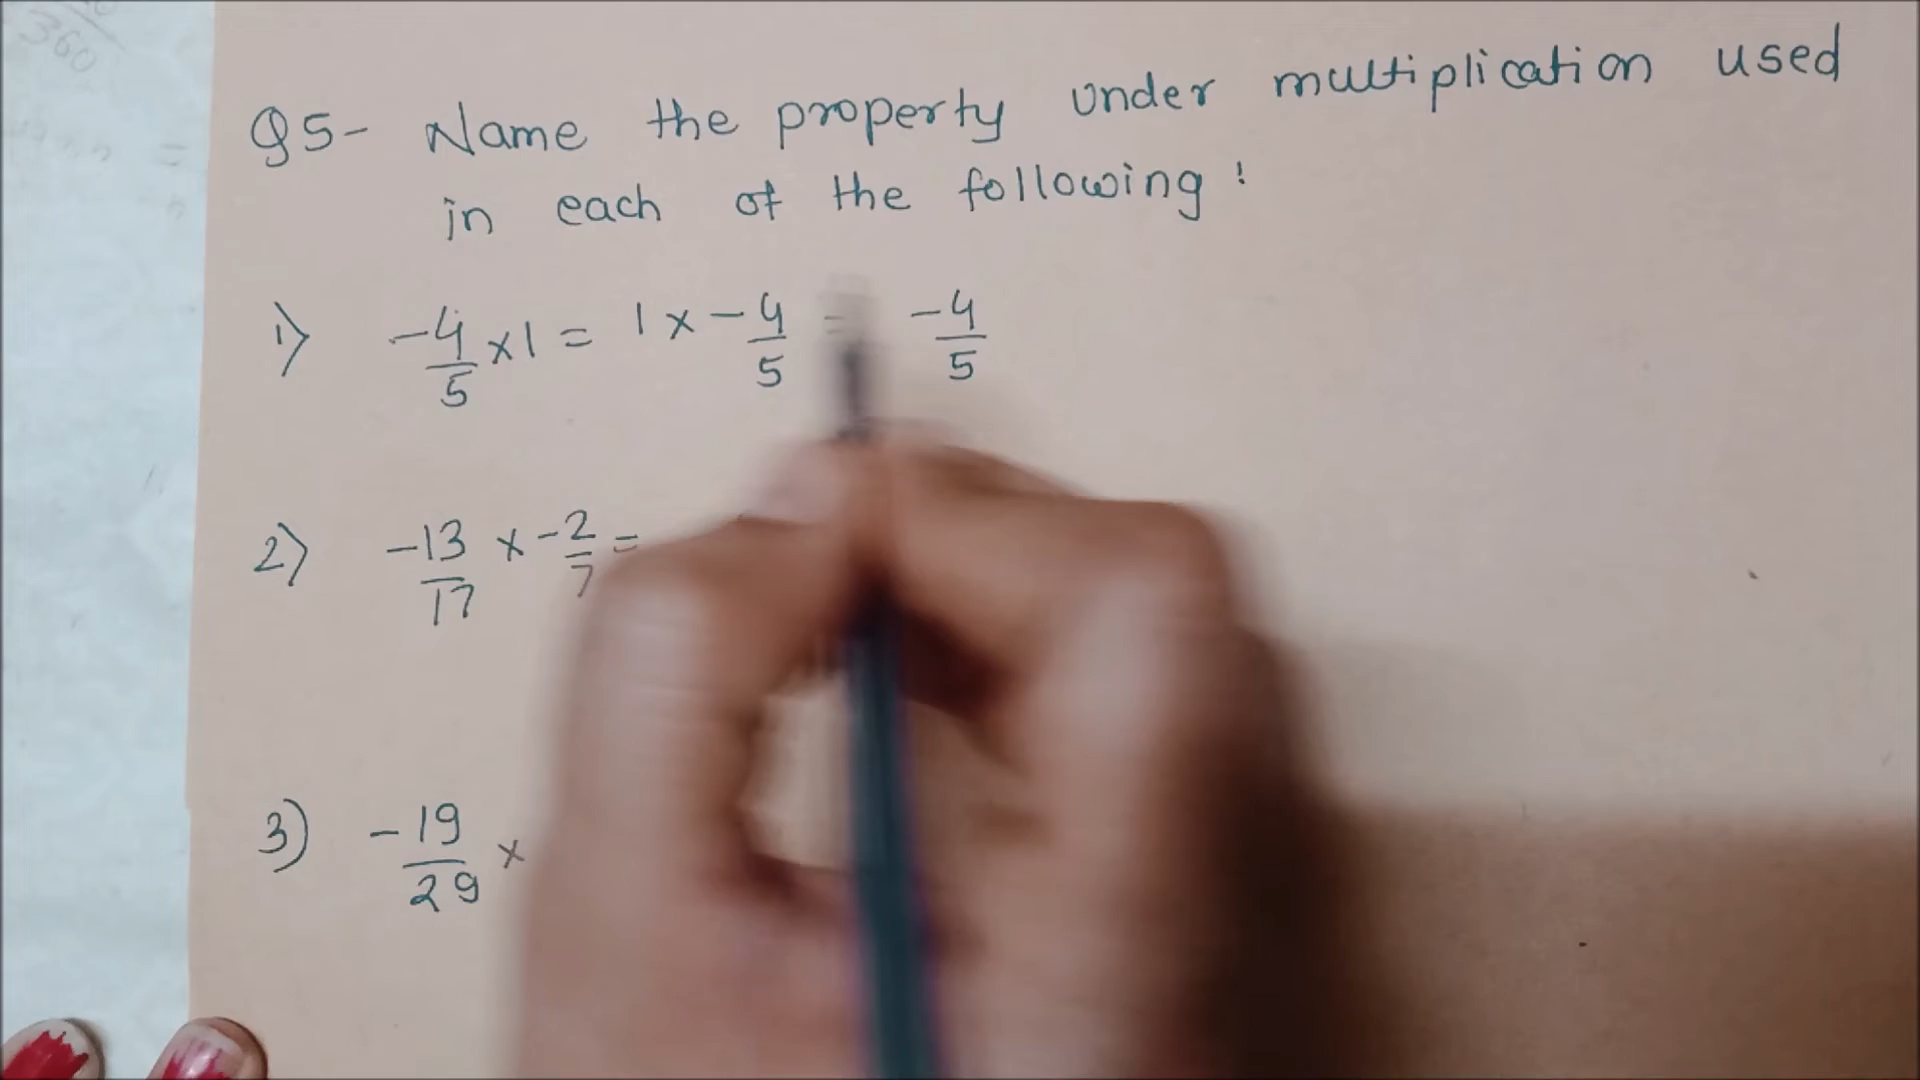 360
Q5- Name the property under multiplication used
in each of the following :
1) -4/5 x 1 = 1 x -4/5 = -4/5
2) -13/17 x -2/7 =
3) -19/29 x